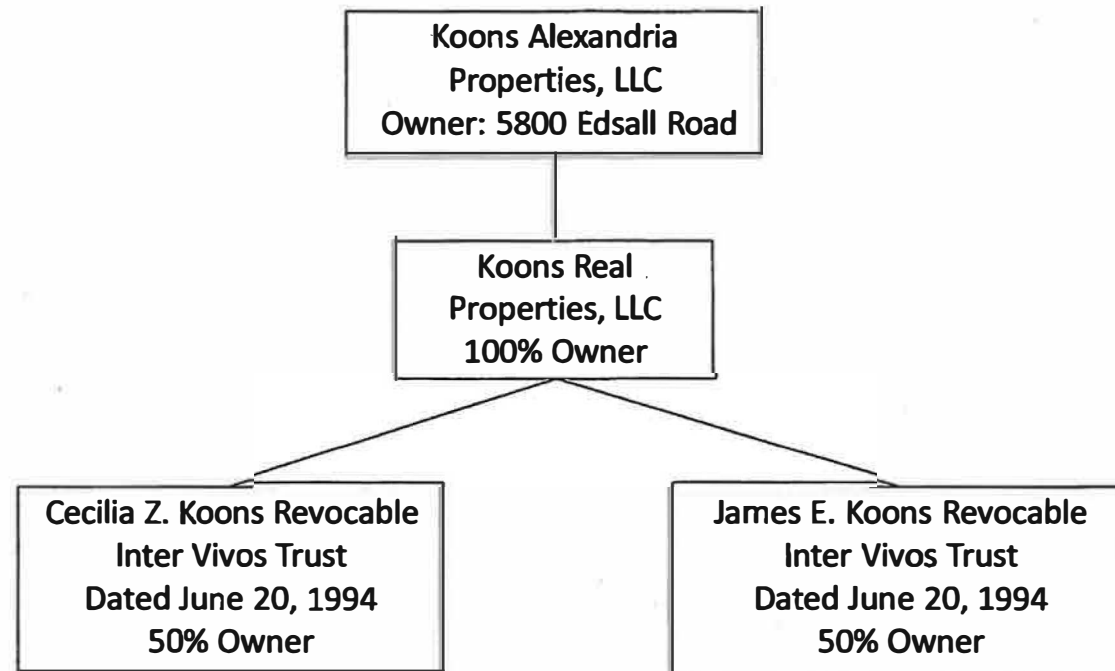 Koons Alexandria
Properties, LLC
Owner: 5800 Edsall Road
Koons Real
Properties, LLC
100% Owner
Cecilia Z. Koons Revocable
Inter Vivos Trust
Dated June 20, 1994
50% Owner
James E. Koons Revocable
Inter Vivos Trust
Dated June 20, 1994
50% Owner